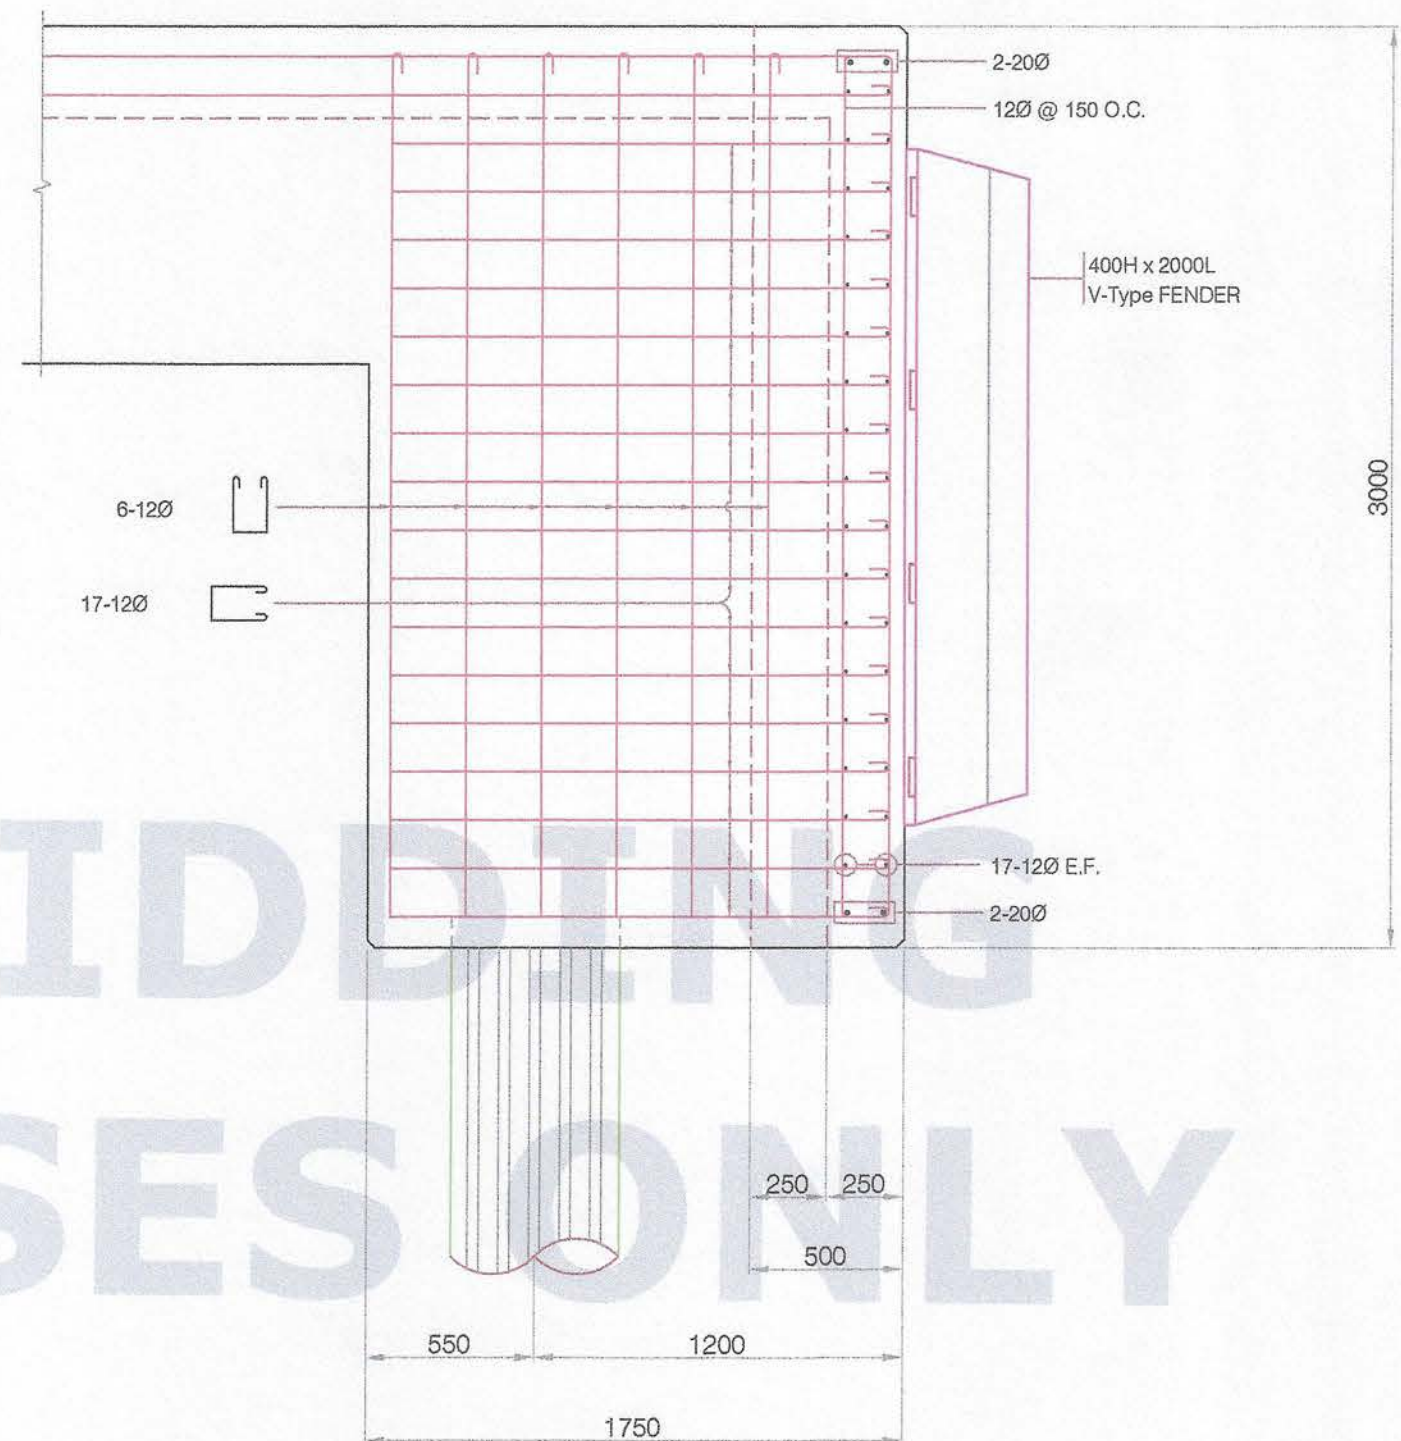 2-20Ø
12Ø @ 150 O.C.
400H x 2000L
V-Type FENDER
3000
6-12Ø
17-12Ø
17-12Ø E.F.
2-20Ø
IDDING
SES ONLY
250 250
500
550 1200
1750